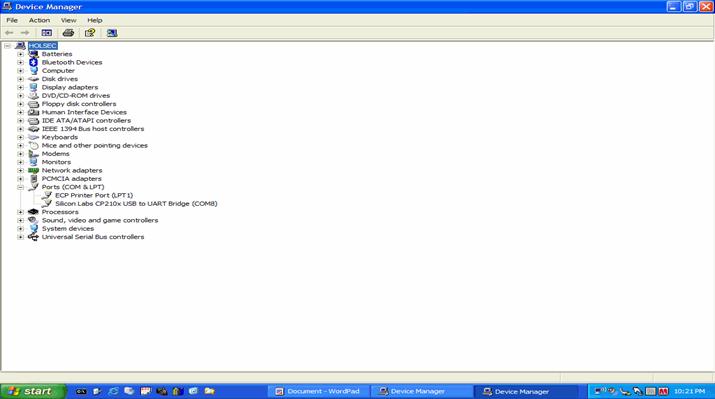 Device Manager
File Action View Help
HOLSEC
Batteries
Bluetooth Devices
Computer
Disk drives
Display adapters
DVD/CD-ROM drives
Floppy disk controllers
Human Interface Devices
IDE ATA/ATAPI controllers
IEEE 1394 Bus host controllers
Keyboards
Mice and other pointing devices
Modems
Monitors
Network adapters
PCMCIA adapters
Ports (COM & LPT)
ECP Printer Port (LPT1)
Silicon Labs CP210x USB to UART Bridge (COM8)
Processors
Sound, video and game controllers
System devices
Universal Serial Bus controllers
start Document - WordPad Device Manager Device Manager 10:21 PM